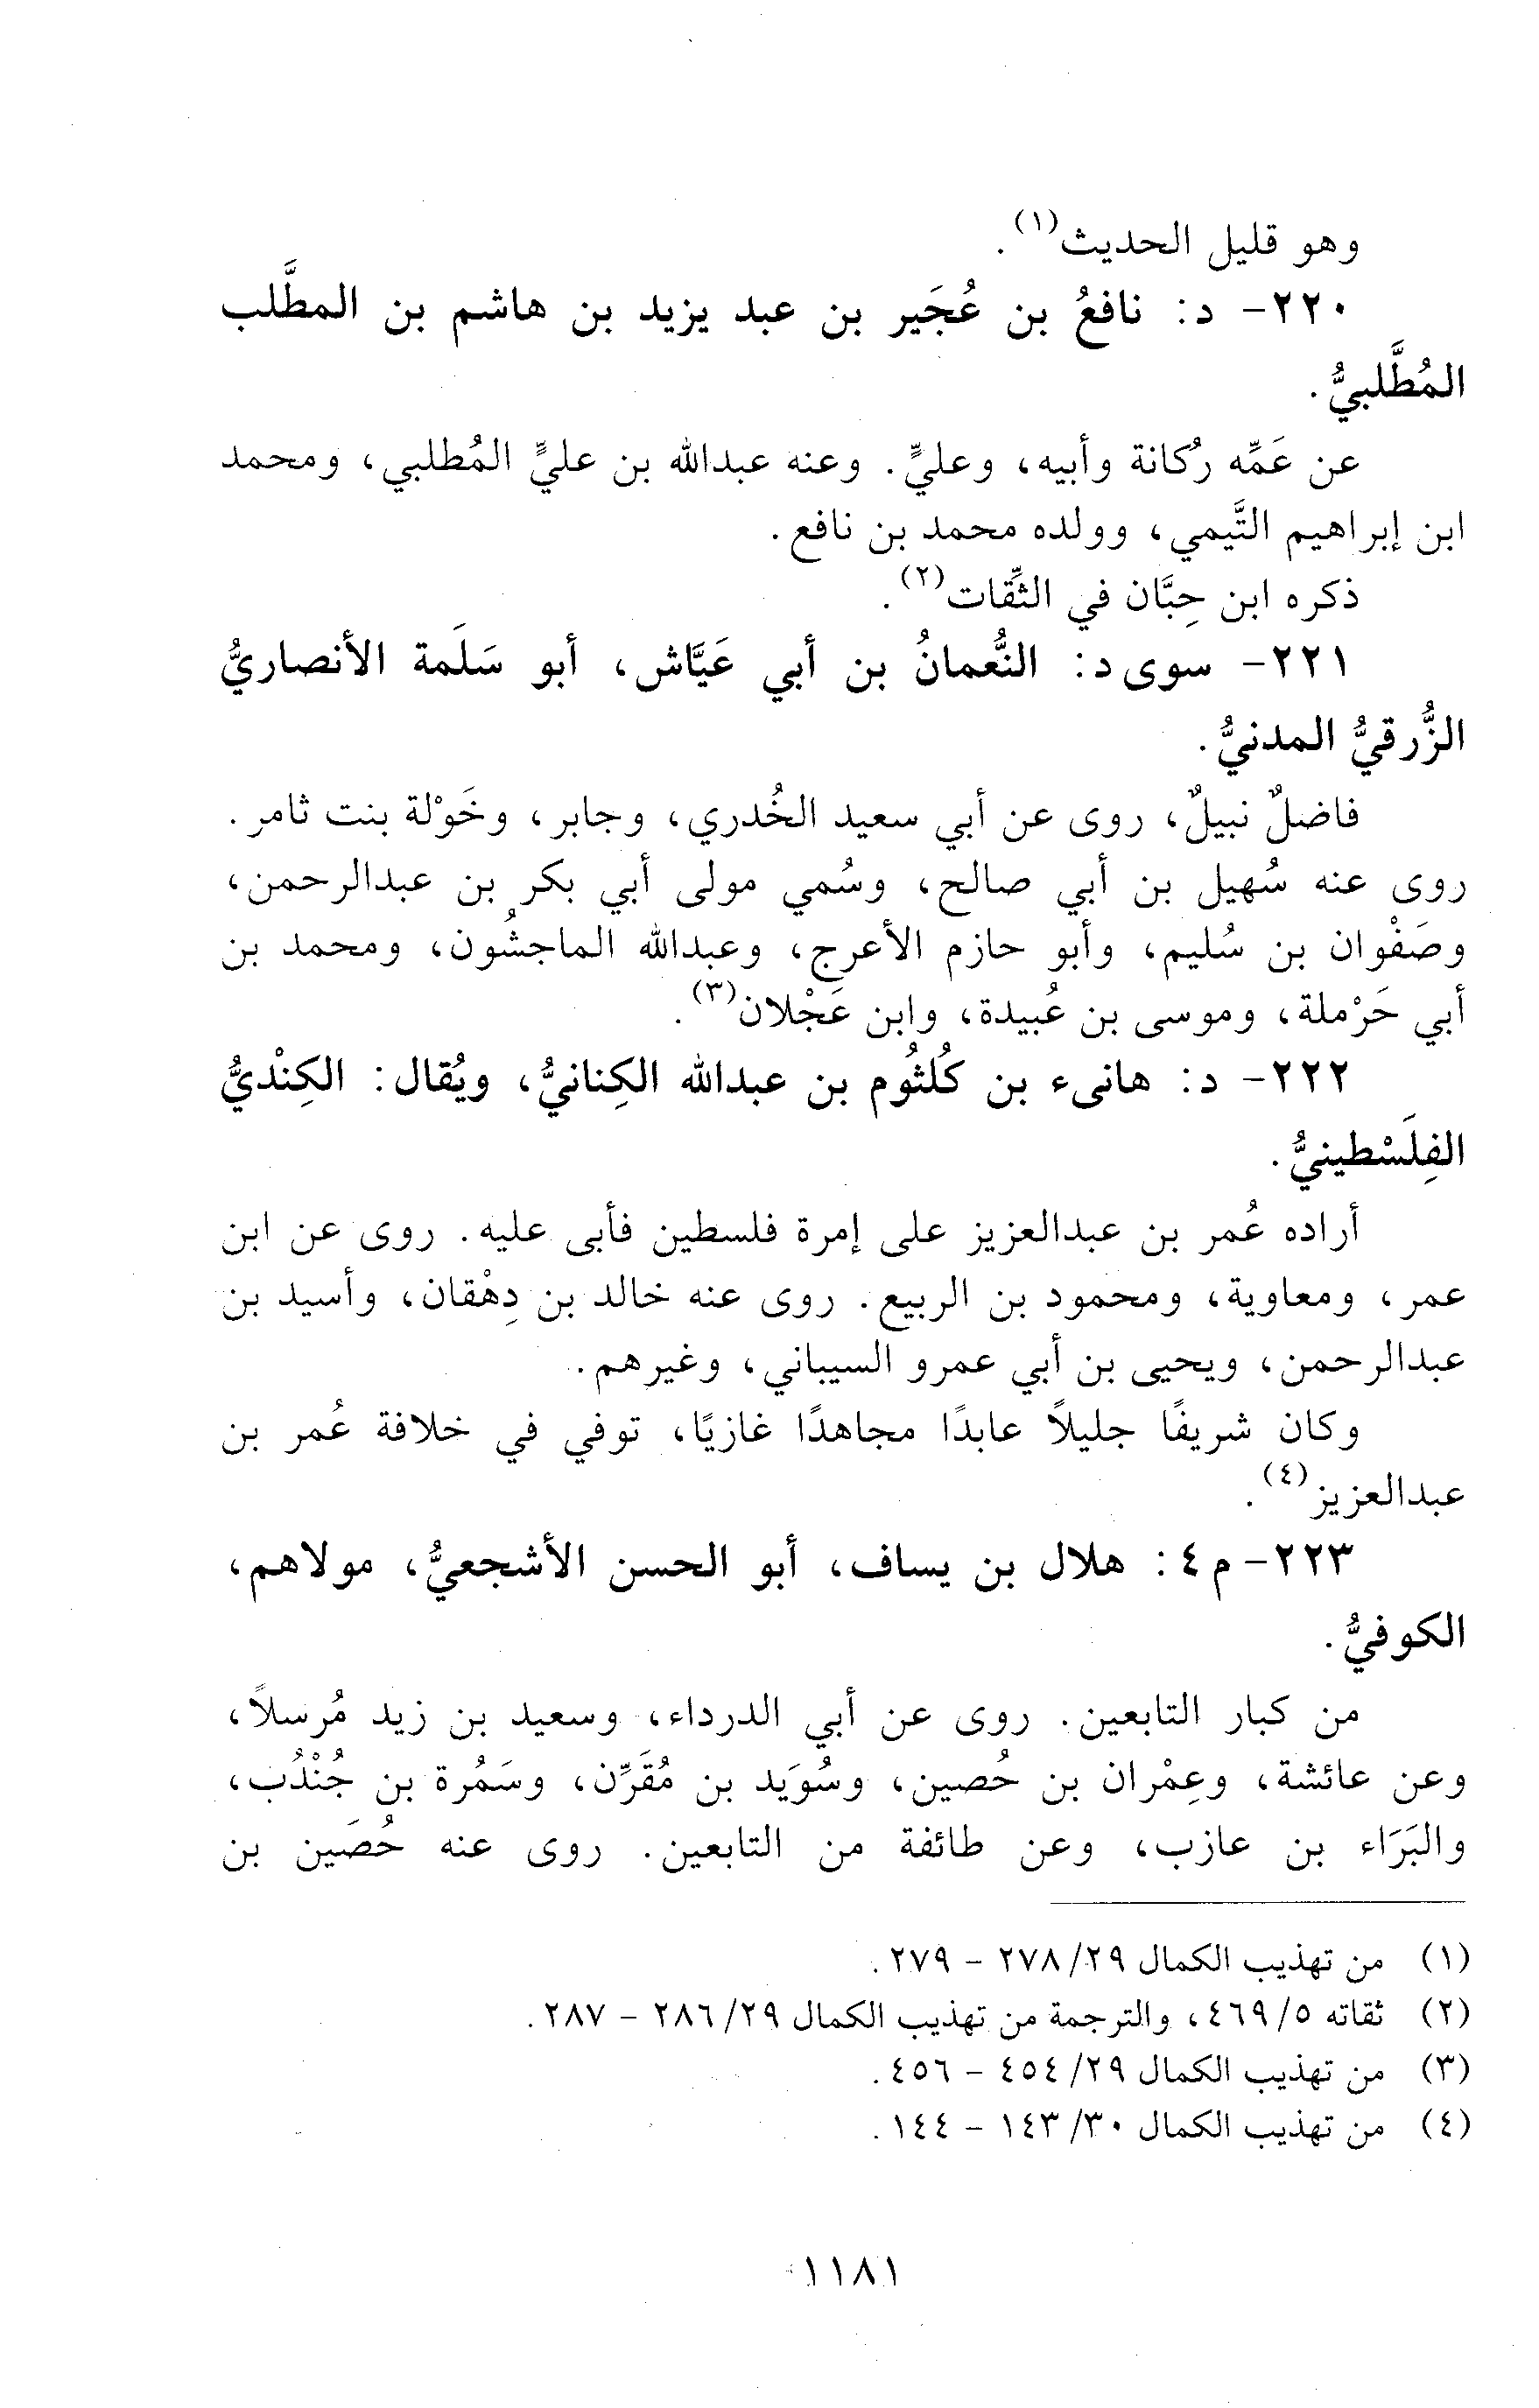 وهو قليل الحديث(١).
٢٢٠- د: نافعُ بن عُجَير بن عبد يزيد بن هاشم بن المطَّلب
المُطَّلبيُّ.
عن عَمِّه رُكانة وأبيه، وعليٍّ. وعنه عبدالله بن عليٍّ المُطلبي، ومحمد
ابن إبراهيم التَّيمي، وولده محمد بن نافع.
ذكره ابن حِبَّان في الثِّقات(٢).
٢٢١- سوى د: النُّعمانُ بن أبي عَيَّاش، أبو سَلَمة الأنصاريُّ
الزُّرقيُّ المدنيُّ.
فاضلٌ نبيلٌ، روى عن أبي سعيد الخُدري، وجابر، وخَوْلة بنت ثامر.
روى عنه سُهيل بن أبي صالح، وسُمي مولى أبي بكر بن عبدالرحمن،
وصَفْوان بن سُليم، وأبو حازم الأعرج، وعبدالله الماجشُون، ومحمد بن
أبي حَرْملة، وموسى بن عُبيدة، وابن عَجْلان(٣).
٢٢٢- د: هانىء بن كُلثُوم بن عبدالله الكِنانيُّ، ويُقال: الكِنْديُّ
الفِلَسْطينيُّ.
أراده عُمر بن عبدالعزيز على إمرة فلسطين فأبى عليه. روى عن ابن
عمر، ومعاوية، ومحمود بن الربيع. روى عنه خالد بن دِهْقان، وأسيد بن
عبدالرحمن، ويحيى بن أبي عمرو السيباني، وغيرهم.
وكان شريفًا جليلاً عابدًا مجاهدًا غازيًا، توفي في خلافة عُمر بن
عبدالعزيز(٤).
٢٢٣- م ٤: هلال بن يساف، أبو الحسن الأشجعيُّ، مولاهم،
الكوفيُّ.
من كبار التابعين. روى عن أبي الدرداء، وسعيد بن زيد مُرسلاً،
وعن عائشة، وعِمْران بن حُصين، وسُوَيد بن مُقَرِّن، وسَمُرة بن جُنْدُب،
والبَرَاء بن عازب، وعن طائفة من التابعين. روى عنه حُصَين بن
(١) من تهذيب الكمال ٢٩/ ٢٧٨ - ٢٧٩.
(٢) ثقاته ٥/ ٤٦٩، والترجمة من تهذيب الكمال ٢٩/ ٢٨٦ - ٢٨٧.
(٣) من تهذيب الكمال ٢٩/ ٤٥٤ - ٤٥٦.
(٤) من تهذيب الكمال ٣٠/ ١٤٣ - ١٤٤.
١١٨١